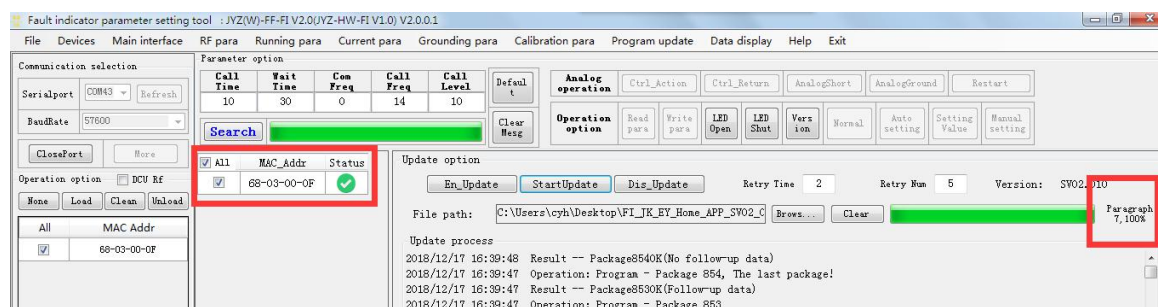 Fault indicator parameter setting tool : JYZ(W)-FF-FI V2.0(JYZ-HW-FI V1.0) V2.0.0.1
File Devices Main interface RF para Running para Current para Grounding para Calibration para Program update Data display Help Exit
Communication selection
Serialport COM43 Refresh
BaudRate 57600
ClosePort More
Operation option DCU Rf
None Load Clean Unload
All MAC Addr
68-03-00-0F
Parameter option
Call Time Wait Time Com Freq Call Freq Call Level
10 30 0 14 10
Default
Clear Mesg
Search
Analog operation Ctrl_Action Ctrl_Return AnalogShort AnalogGround Restart
Operation option Read para Write para LED Open LED Shut Vers ion Normal Auto setting Setting Value Manual setting
All MAC_Addr Status
68-03-00-0F
Update option
En_Update StartUpdate Dis_Update Retry Time 2 Retry Num 5 Version: SV02.010
File path: C:\Users\cyh\Desktop\FI_JK_EY_Home_APP_SV02_C Brows... Clear
Paragraph 7,100%
Update process
2018/12/17 16:39:48 Result -- Package854OK(No follow-up data)
2018/12/17 16:39:47 Operation: Program - Package 854, The last package!
2018/12/17 16:39:47 Result -- Package853OK(Follow-up data)
2018/12/17 16:39:47 Operation: Program - Package 853